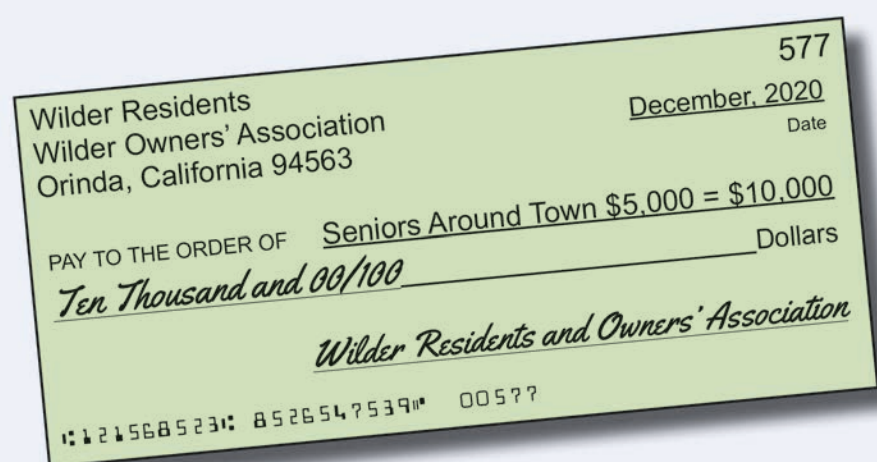 577
Wilder Residents
Wilder Owners' Association
Orinda, California 94563
December, 2020
Date
PAY TO THE ORDER OF Seniors Around Town $5,000 = $10,000
Ten Thousand and 00/100 Dollars
Wilder Residents and Owners' Association
⑆121568523⑆ 8526547539⑈ 00577